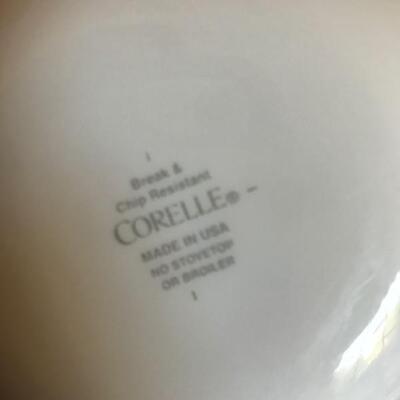 Break &
Chip Resistant
CORELLE® -
MADE IN USA
NO STOVETOP
OR BROILER